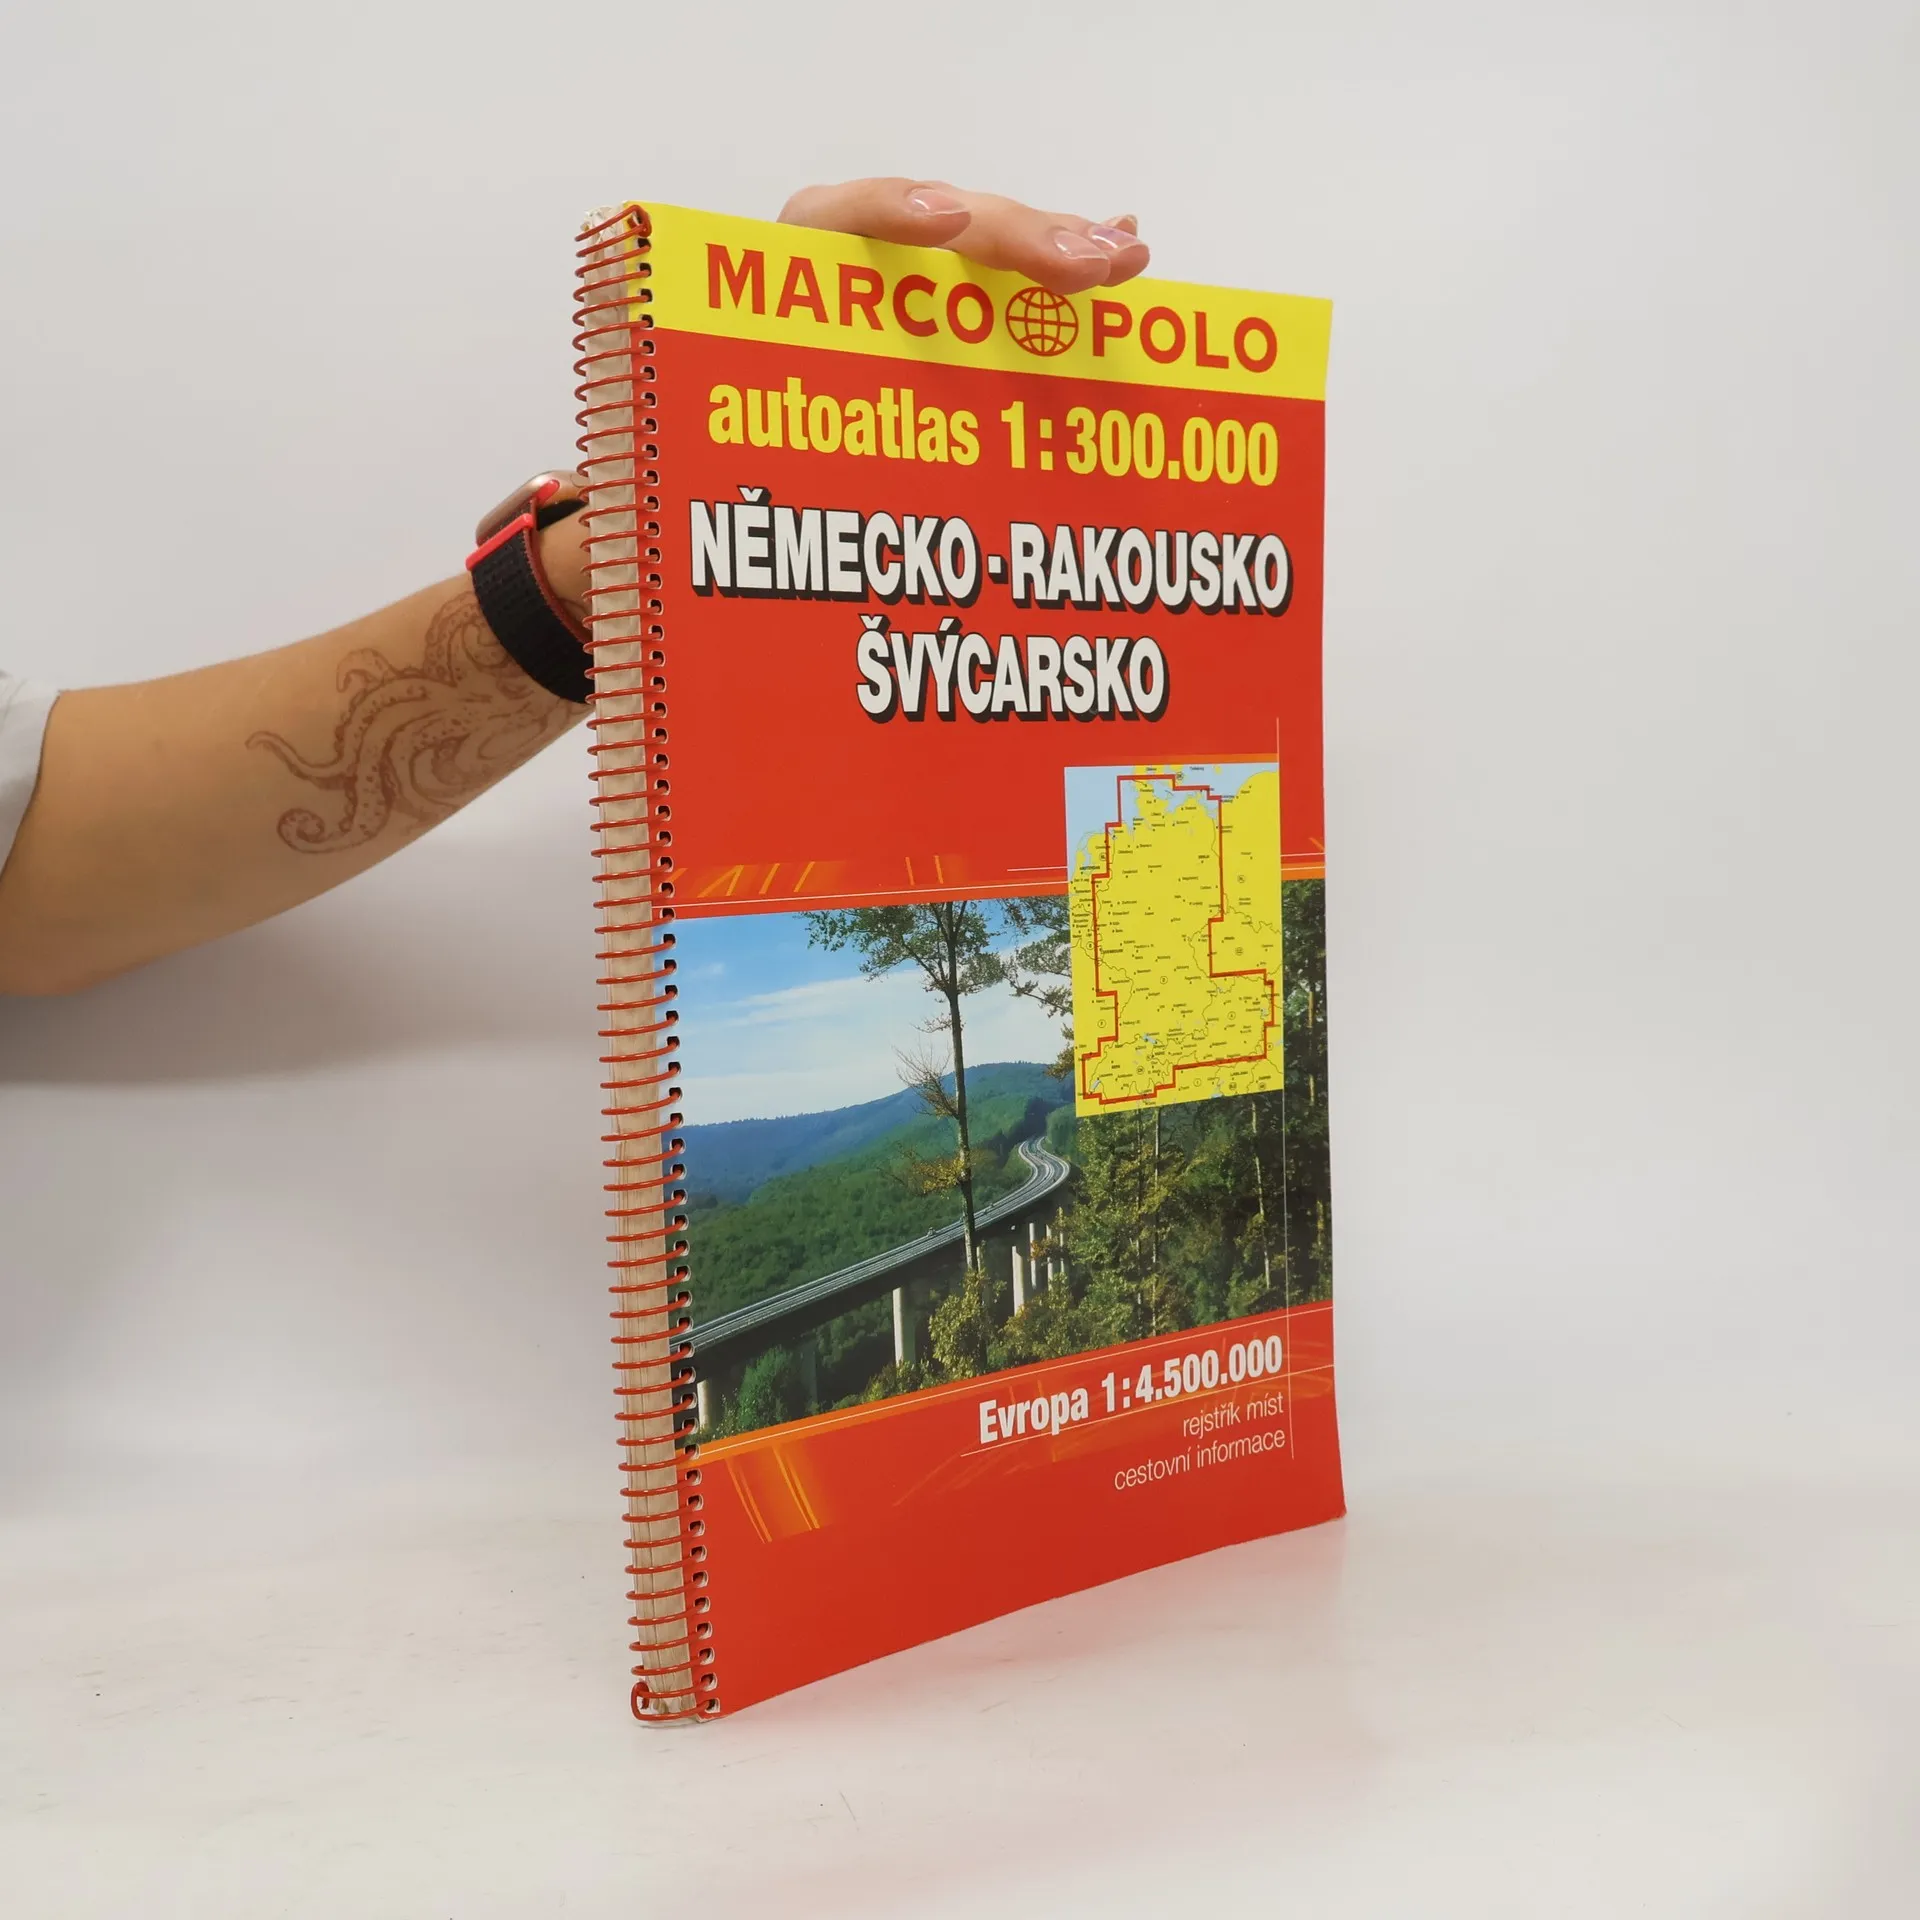 MARCO POLO
autoatlas 1:300.000
NĚMECKO - RAKOUSKO
ŠVÝCARSKO
Evropa 1:4.500.000
rejstřík míst
cestovní informace